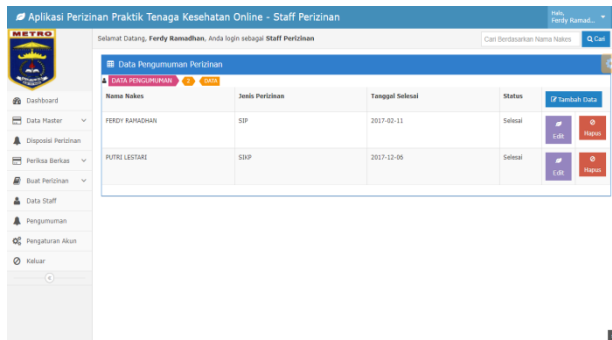 Aplikasi Perizinan Praktik Tenaga Kesehatan Online - Staff Perizinan
Halo,
Ferdy Ramad...
METRO
Selamat Datang, Ferdy Ramadhan, Anda login sebagai Staff Perizinan
Cari Berdasarkan Nama Nakes
Cari
Data Pengumuman Perizinan
DATA PENGUMUMAN 2 DATA
Nama Nakes Jenis Perizinan Tanggal Selesai Status Tambah Data
FERDY RAMADHAN SIP 2017-02-11 Selesai Edit Hapus
PUTRI LESTARI SIKP 2017-12-06 Selesai Edit Hapus
Dashboard
Data Master
Disposisi Perizinan
Periksa Berkas
Buat Perizinan
Data Staff
Pengumuman
Pengaturan Akun
Keluar